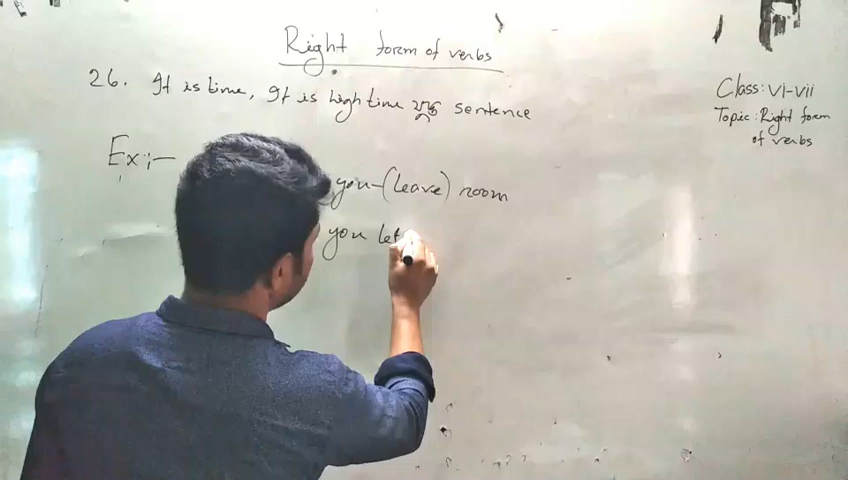 Right form of verbs
26. It is time, It is high time যুক্ত sentence
Class: VI-VII
Topic: Right form
of verbs
Ex:-
you-(leave) room
you lef